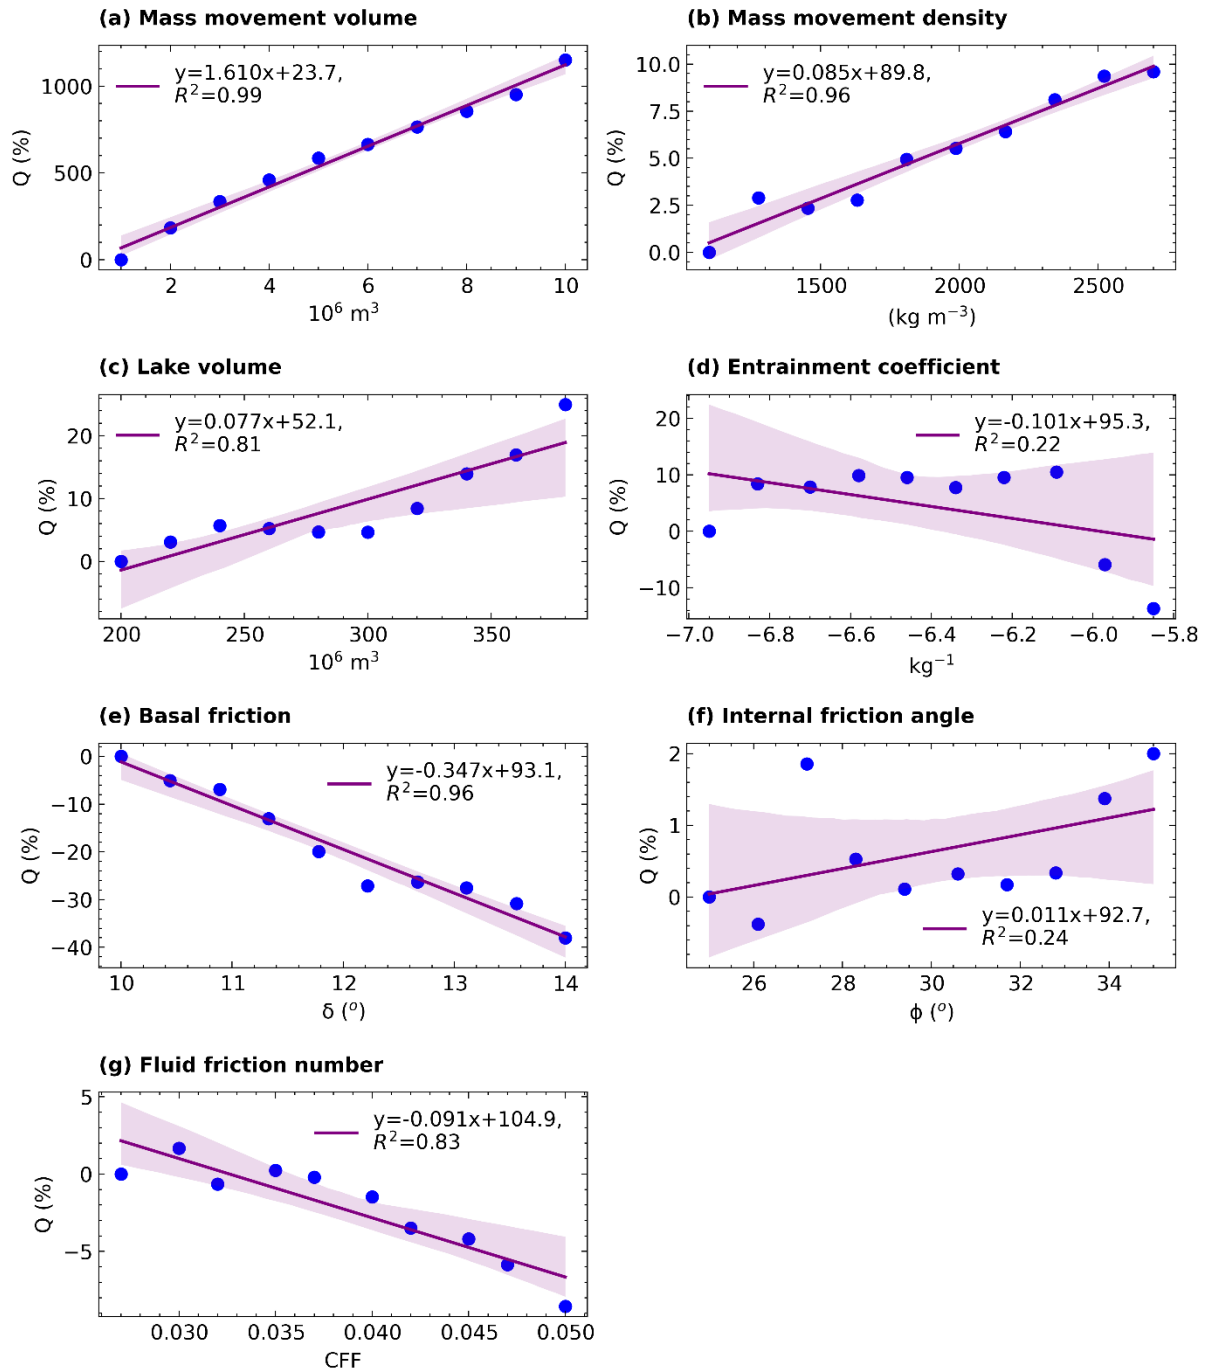 (a) Mass movement volume
y=1.610x+23.7,
R²=0.99
1000
500
0
Q (%)
2 4 6 8 10
10⁶ m³
(b) Mass movement density
y=0.085x+89.8,
R²=0.96
10.0
7.5
5.0
2.5
0.0
Q (%)
1500 2000 2500
(kg m⁻³)
(c) Lake volume
y=0.077x+52.1,
R²=0.81
20
10
0
Q (%)
200 250 300 350
10⁶ m³
(d) Entrainment coefficient
y=-0.101x+95.3,
R²=0.22
20
10
0
−10
Q (%)
−7.0 −6.8 −6.6 −6.4 −6.2 −6.0 −5.8
kg⁻¹
(e) Basal friction
y=-0.347x+93.1,
R²=0.96
0
−10
−20
−30
−40
Q (%)
10 11 12 13 14
δ (°)
(f) Internal friction angle
2
1
0
Q (%)
y=0.011x+92.7,
R²=0.24
26 28 30 32 34
ϕ (°)
(g) Fluid friction number
y=-0.091x+104.9,
R²=0.83
5
0
−5
Q (%)
0.030 0.035 0.040 0.045 0.050
CFF